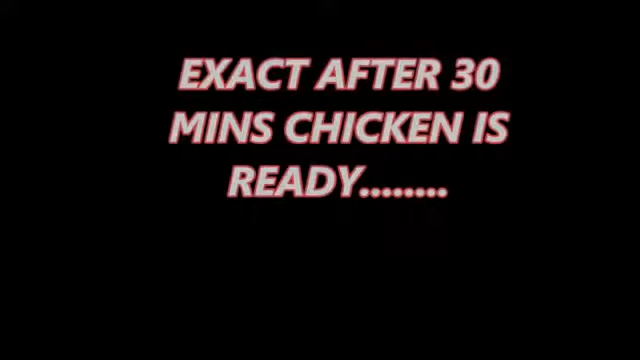 EXACT AFTER 30
MINS CHICKEN IS
READY........